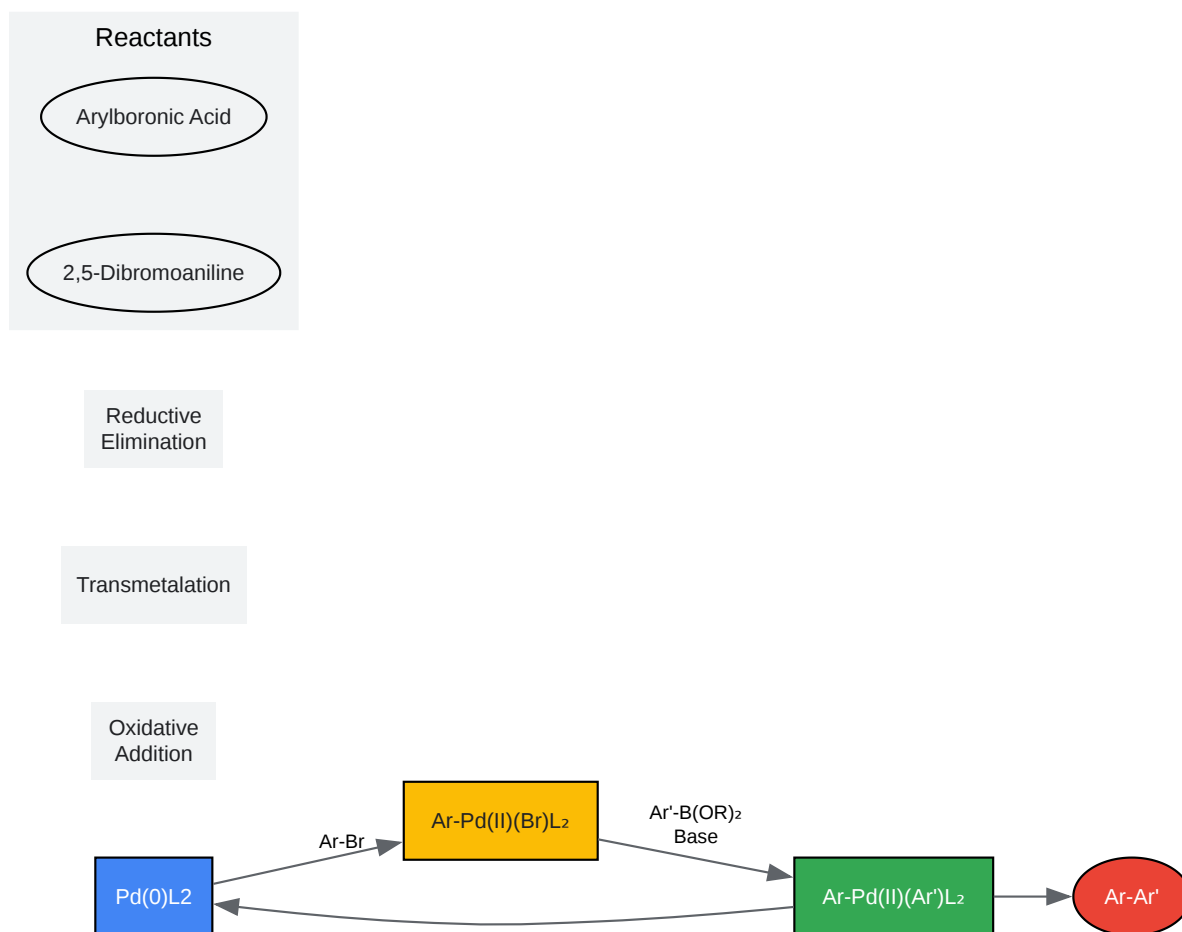 Reactants
Arylboronic Acid
2,5-Dibromoaniline
Reductive
Elimination
Transmetalation
Oxidative
Addition
Ar-Pd(II)(Br)L₂
Ar'-B(OR)₂
Base
Ar-Br
Pd(0)L2
Ar-Pd(II)(Ar')L₂
Ar-Ar'